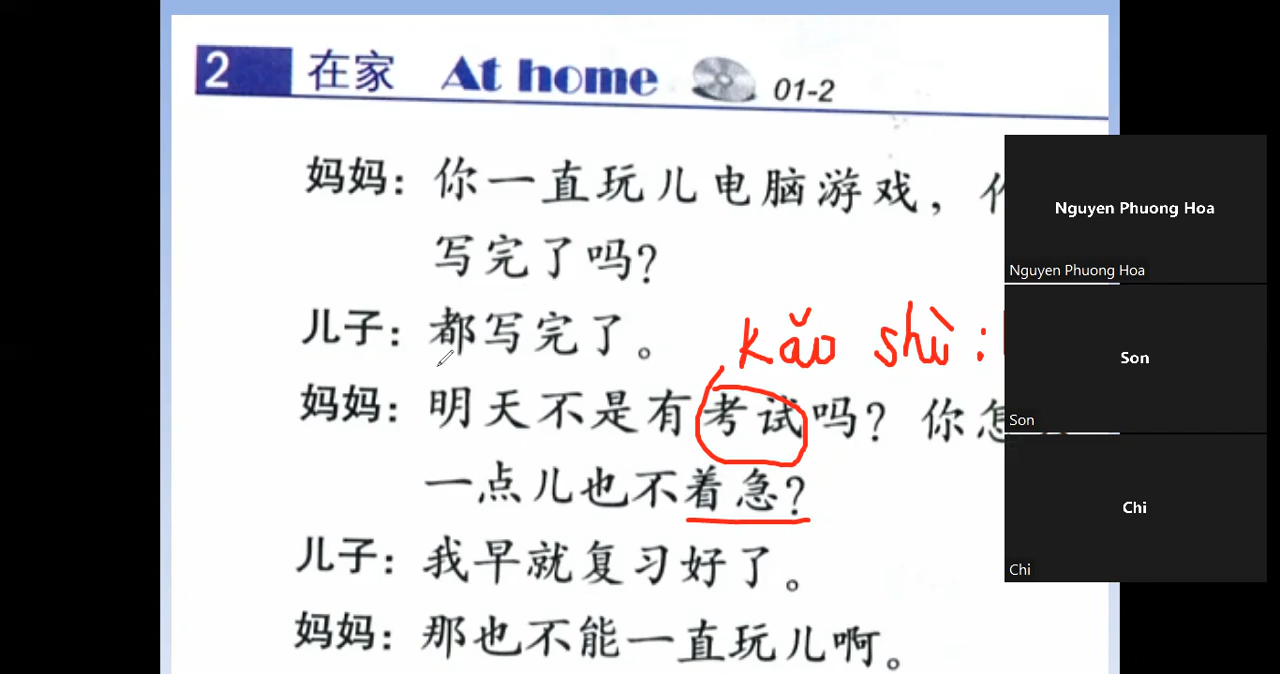 2 在家 At home 01-2
妈妈：你一直玩儿电脑游戏，
写完了吗？
儿子：都写完了。
kǎo shì:
妈妈：明天不是有考试吗？你怎
一点儿也不着急？
儿子：我早就复习好了。
妈妈：那也不能一直玩儿啊。
Nguyen Phuong Hoa
Nguyen Phuong Hoa
Son
Son
Chi
Chi